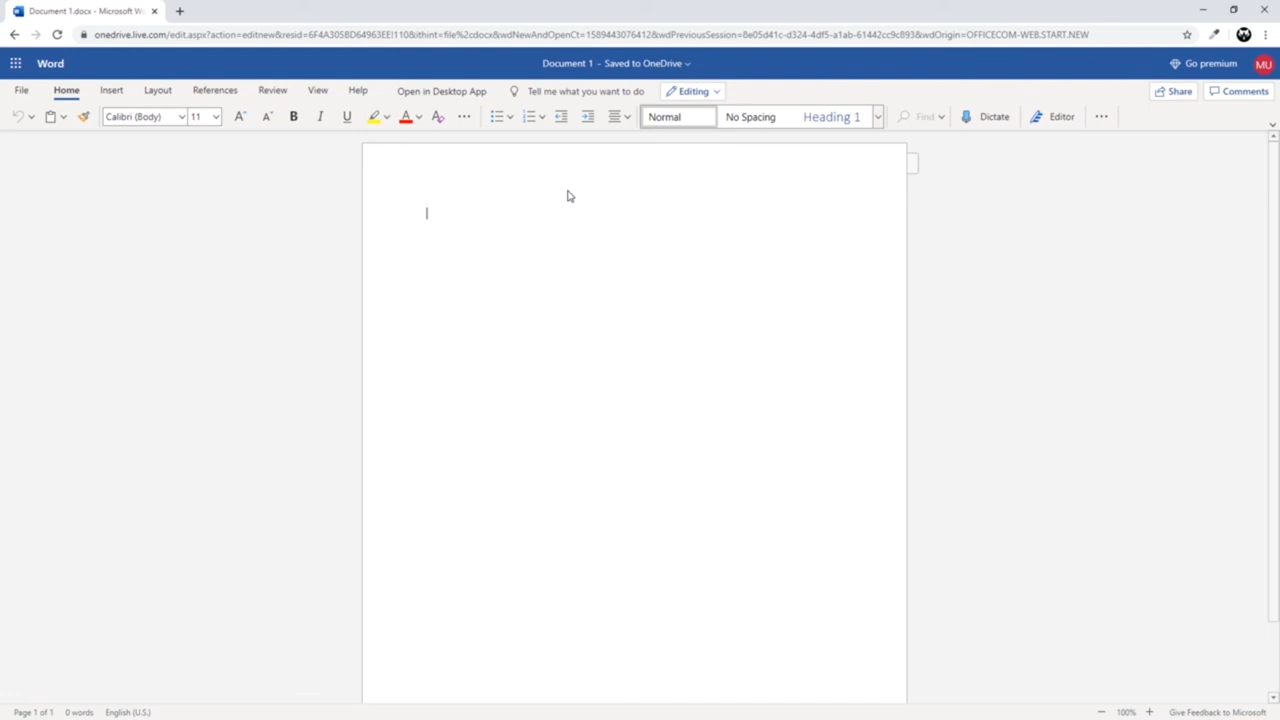 Document 1.docx - Microsoft Wo
onedrive.live.com/edit.aspx?action=editnew&resid=6F4A305BD64963EE!110&ithint=file%2cdocx&wdNewAndOpenCt=1589443076412&wdPreviousSession=8e05d41c-d324-4df5-a1ab-61442cc9c893&wdOrigin=OFFICECOM-WEB.START.NEW
Word
Document 1 - Saved to OneDrive
Go premium
MU
File Home Insert Layout References Review View Help Open in Desktop App Tell me what you want to do Editing Share Comments
Calibri (Body) 11 A A B I U A A Normal No Spacing Heading 1 Find Dictate Editor
Page 1 of 1 0 words English (U.S.) 100% Give Feedback to Microsoft